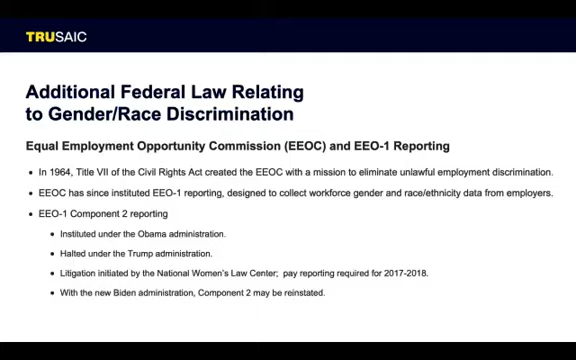 TRUSAIC
Additional Federal Law Relating
to Gender/Race Discrimination
Equal Employment Opportunity Commission (EEOC) and EEO-1 Reporting
• In 1964, Title VII of the Civil Rights Act created the EEOC with a mission to eliminate unlawful employment discrimination.
• EEOC has since instituted EEO-1 reporting, designed to collect workforce gender and race/ethnicity data from employers.
• EEO-1 Component 2 reporting
• Instituted under the Obama administration.
• Halted under the Trump administration.
• Litigation initiated by the National Women's Law Center; pay reporting required for 2017-2018.
• With the new Biden administration, Component 2 may be reinstated.